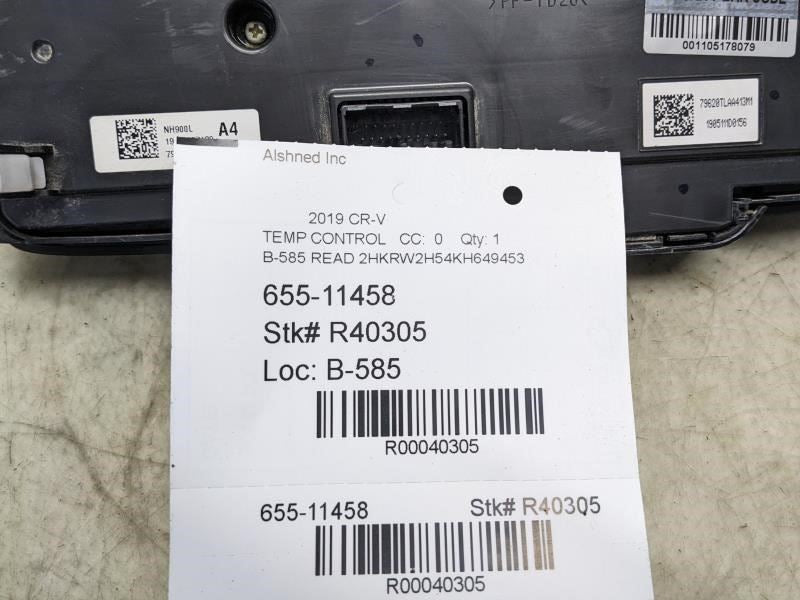 001105178079
79620TLAA413M1
1905111D0156
NH900L
A4
Alshned Inc
2019 CR-V
TEMP CONTROL CC: 0 Qty: 1
B-585 READ 2HKRW2H54KH649453
655-11458
Stk# R40305
Loc: B-585
R00040305
655-11458 Stk# R40305
R00040305